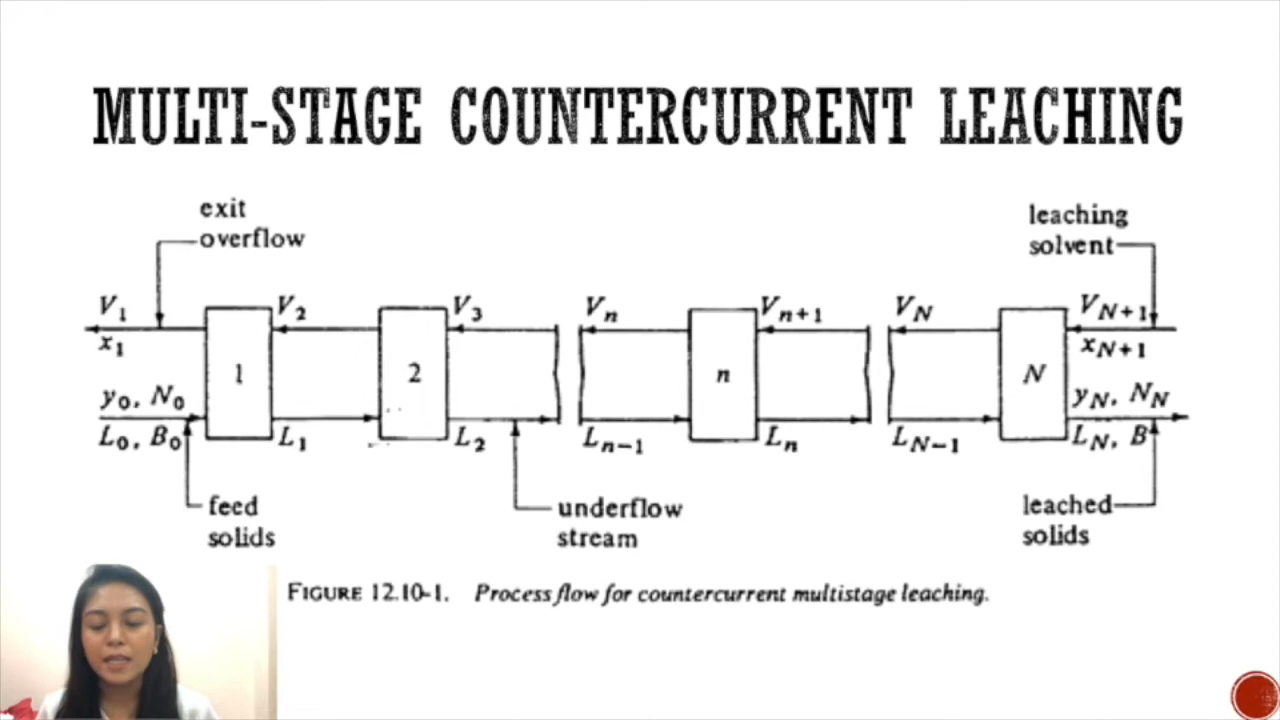 MULTI-STAGE COUNTERCURRENT LEACHING
exit
overflow
leaching
solvent
V₁
V₂
V₃
Vₙ
Vₙ₊₁
V_N
V_N+1
x₁
x_N+1
1
2
n
N
y₀, N₀
y_N, N_N
L₀, B₀
L₁
L₂
Lₙ₋₁
Lₙ
L_N−1
L_N, B
feed
solids
underflow
stream
leached
solids
FIGURE 12.10-1. Process flow for countercurrent multistage leaching.